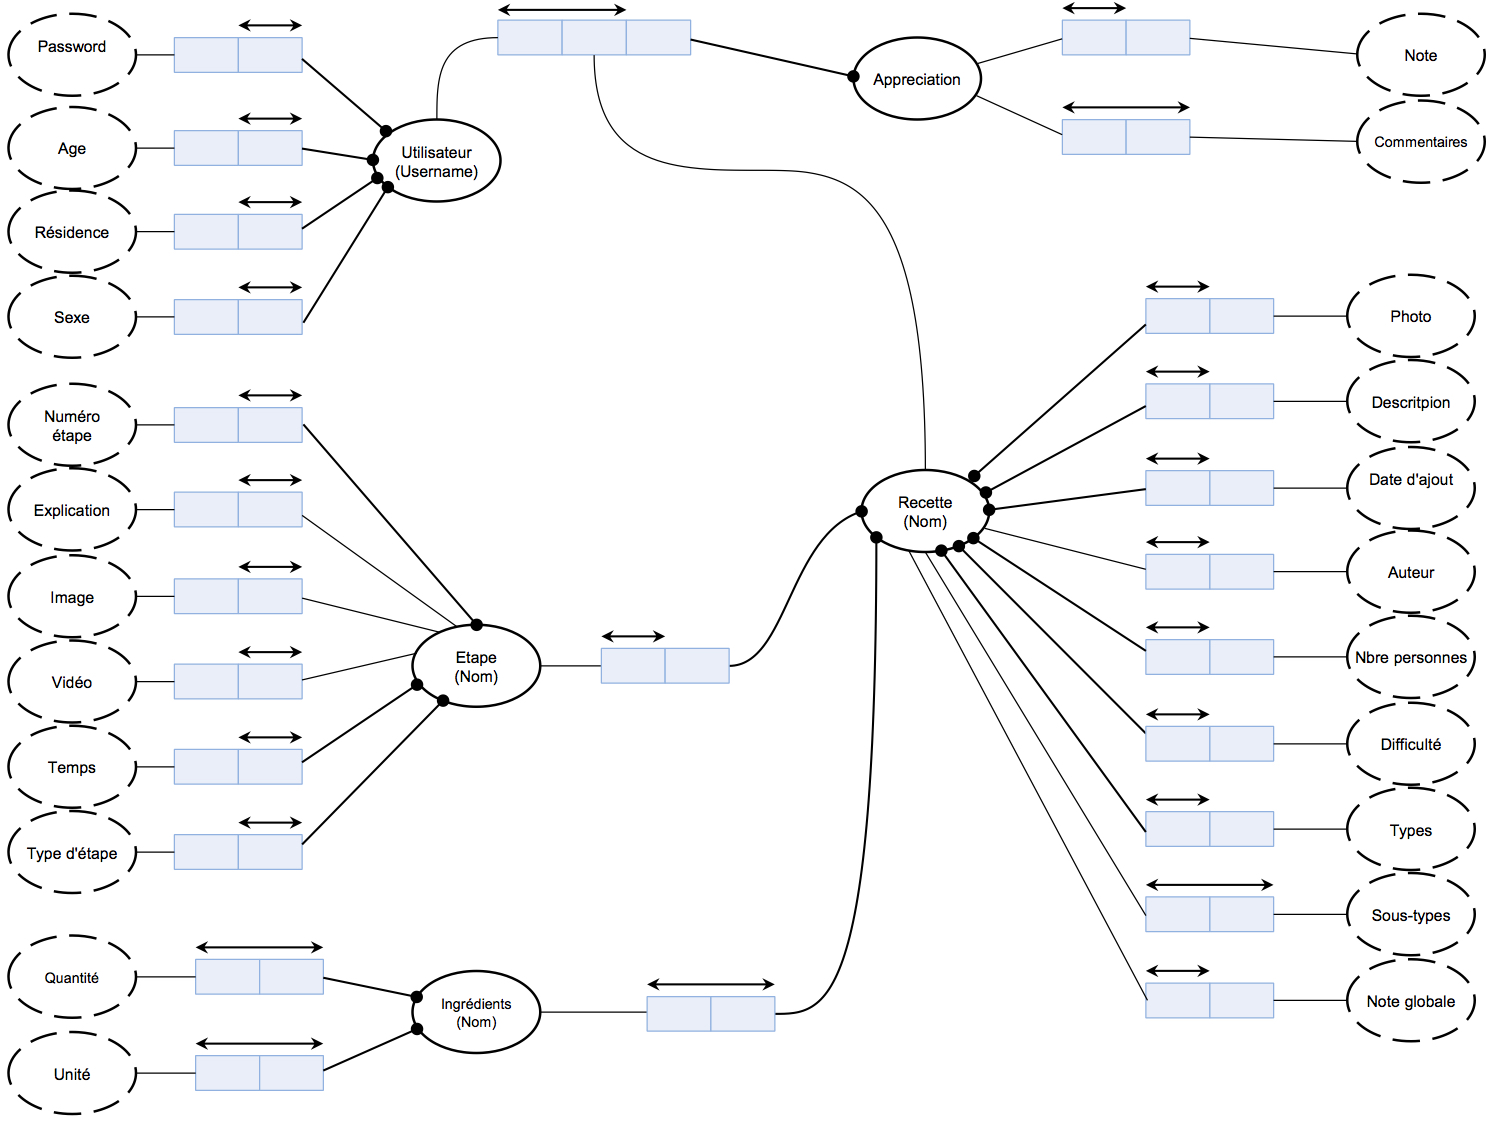 Password
Age
Résidence
Sexe
Utilisateur
(Username)
Appreciation
Note
Commentaires
Numéro
étape
Explication
Image
Vidéo
Temps
Type d'étape
Etape
(Nom)
Recette
(Nom)
Photo
Descritpion
Date d'ajout
Auteur
Nbre personnes
Difficulté
Types
Sous-types
Note globale
Quantité
Unité
Ingrédients
(Nom)